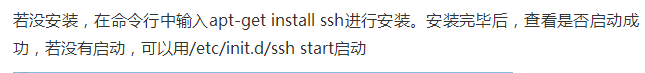 若没安装，在命令行中输入apt-get install ssh进行安装。安装完毕后，查看是否启动成
功，若没有启动，可以用/etc/init.d/ssh start启动